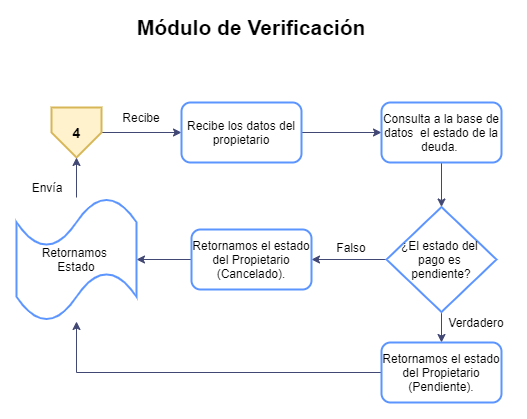 Módulo de Verificación
4
Recibe
Recibe los datos del
propietario
Consulta a la base de
datos el estado de la
deuda.
¿El estado del
pago es
pendiente?
Falso
Retornamos el estado
del Propietario
(Cancelado).
Retornamos
Estado
Envía
Verdadero
Retornamos el estado
del Propietario
(Pendiente).